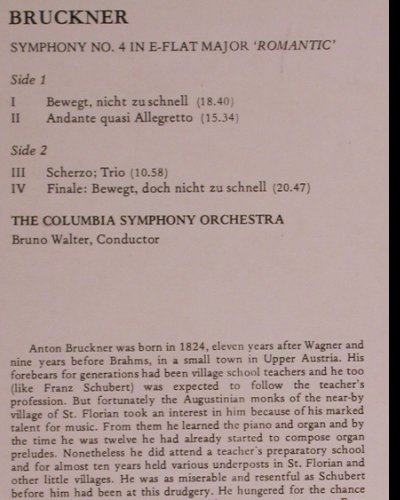 BRUCKNER
SYMPHONY NO. 4 IN E-FLAT MAJOR 'ROMANTIC'
Side 1
I Bewegt, nicht zu schnell (18.40)
II Andante quasi Allegretto (15.34)
Side 2
III Scherzo; Trio (10.58)
IV Finale: Bewegt, doch nicht zu schnell (20.47)
THE COLUMBIA SYMPHONY ORCHESTRA
Bruno Walter, Conductor
Anton Bruckner was born in 1824, eleven years after Wagner and
nine years before Brahms, in a small town in Upper Austria. His
forebears for generations had been village school teachers and he too
(like Franz Schubert) was expected to follow the teacher's
profession. But fortunately the Augustinian monks of the near-by
village of St. Florian took an interest in him because of his marked
talent for music. From them he learned the piano and organ and by
the time he was twelve he had already started to compose organ
preludes. Nonetheless he did attend a teacher's preparatory school
and for almost ten years held various underposts in St. Florian and
other little villages. He was as miserable and resentful as Schubert
before him had been at this drudgery. He hungered for the chance